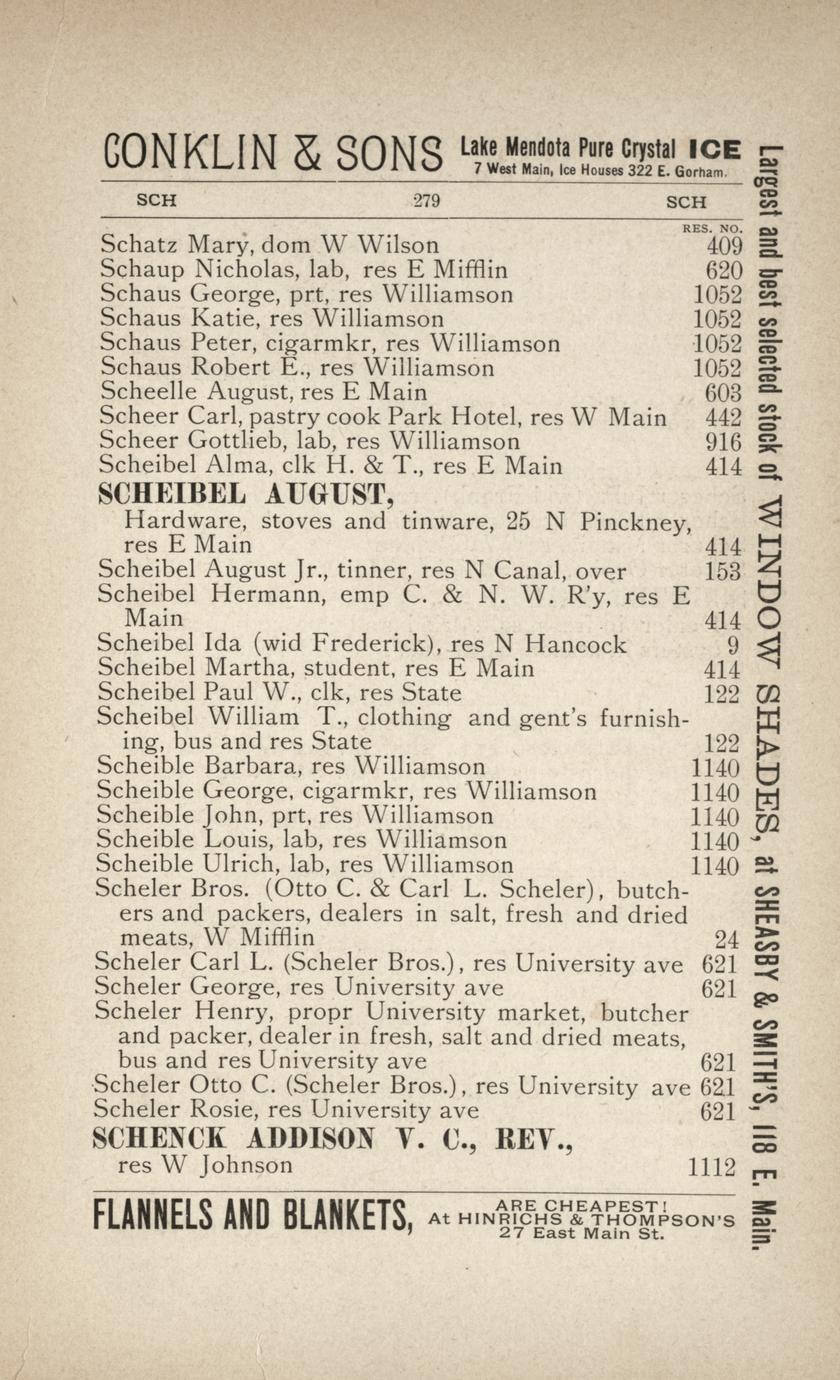 CONKLIN & SONS Lake Mendota Pure Crystal ICE
7 West Main, Ice Houses 322 E. Gorham.
SCH 279 SCH
RES. NO.
Schatz Mary, dom W Wilson 409
Schaup Nicholas, lab, res E Mifflin 620
Schaus George, prt, res Williamson 1052
Schaus Katie, res Williamson 1052
Schaus Peter, cigarmkr, res Williamson 1052
Schaus Robert E., res Williamson 1052
Scheelle August, res E Main 603
Scheer Carl, pastry cook Park Hotel, res W Main 442
Scheer Gottlieb, lab, res Williamson 916
Scheibel Alma, clk H. & T., res E Main 414
SCHEIBEL AUGUST,
Hardware, stoves and tinware, 25 N Pinckney,
res E Main 414
Scheibel August Jr., tinner, res N Canal, over 153
Scheibel Hermann, emp C. & N. W. R'y, res E
Main 414
Scheibel Ida (wid Frederick), res N Hancock 9
Scheibel Martha, student, res E Main 414
Scheibel Paul W., clk, res State 122
Scheibel William T., clothing and gent's furnish-
ing, bus and res State 122
Scheible Barbara, res Williamson 1140
Scheible George, cigarmkr, res Williamson 1140
Scheible John, prt, res Williamson 1140
Scheible Louis, lab, res Williamson 1140
Scheible Ulrich, lab, res Williamson 1140
Scheler Bros. (Otto C. & Carl L. Scheler), butch-
ers and packers, dealers in salt, fresh and dried
meats, W Mifflin 24
Scheler Carl L. (Scheler Bros.), res University ave 621
Scheler George, res University ave 621
Scheler Henry, propr University market, butcher
and packer, dealer in fresh, salt and dried meats,
bus and res University ave 621
Scheler Otto C. (Scheler Bros.), res University ave 621
Scheler Rosie, res University ave 621
SCHENCK ADDISON V. C., REV.,
res W Johnson 1112
FLANNELS AND BLANKETS, ARE CHEAPEST!
At HINRICHS & THOMPSON'S
27 East Main St.
Largest and best selected stock of WINDOW SHADES, at SHEASBY & SMITH'S, 118 E. Main.